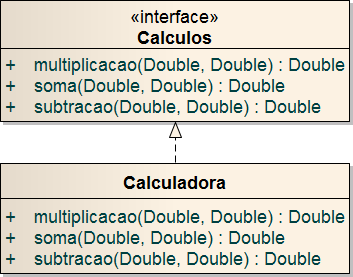 «interface»
Calculos
+ multiplicacao(Double, Double) : Double
+ soma(Double, Double) : Double
+ subtracao(Double, Double) : Double
Calculadora
+ multiplicacao(Double, Double) : Double
+ soma(Double, Double) : Double
+ subtracao(Double, Double) : Double